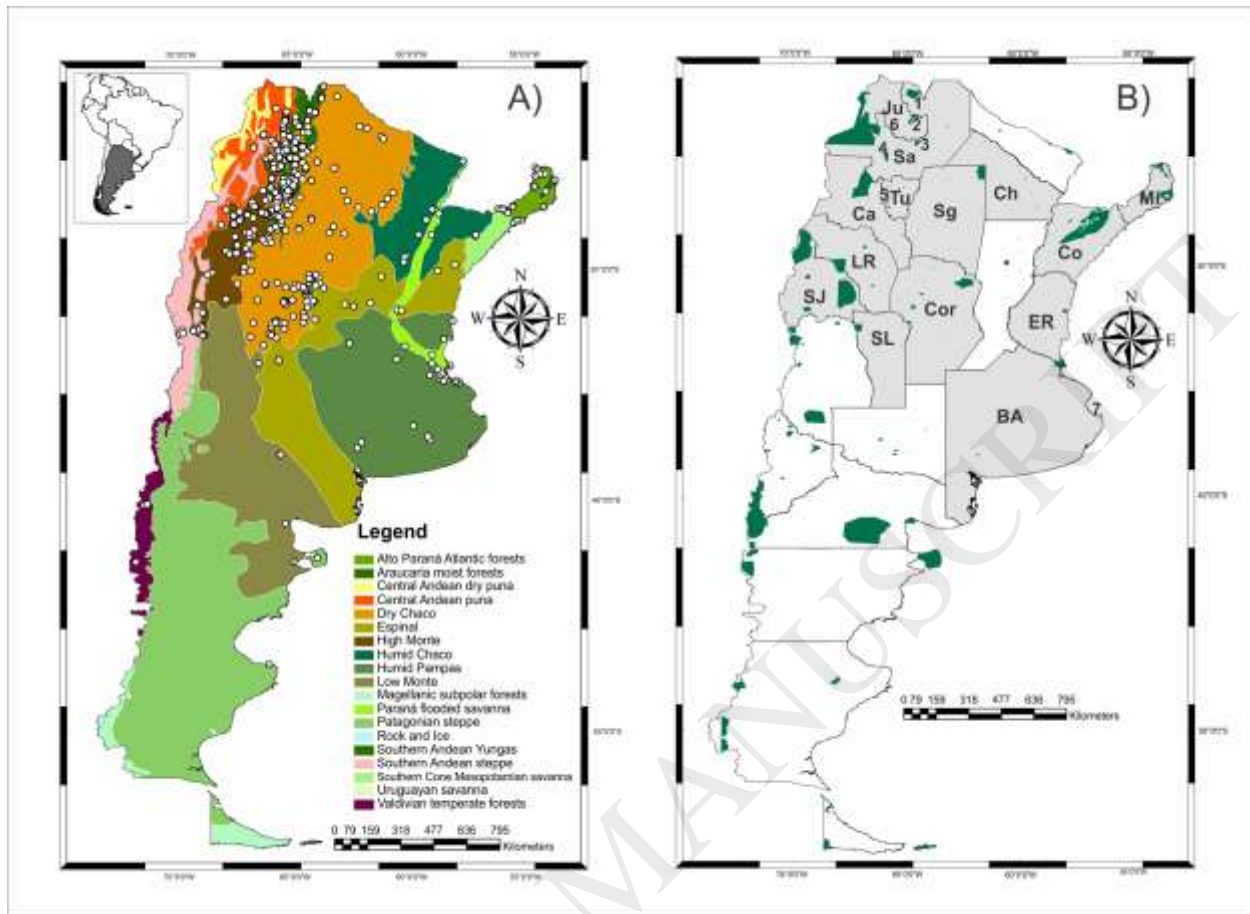 A)
N
W
E
S
Legend
Alto Paraná Atlantic forests
Araucaria moist forests
Central Andean dry puna
Central Andean puna
Dry Chaco
Espinal
High Monte
Humid Chaco
Humid Pampas
Low Monte
Magellanic subpolar forests
Paraná flooded savanna
Patagonian steppe
Rock and Ice
Southern Andean Yungas
Southern Andean steppe
Southern Cone Mesopotamian savanna
Uruguayan savanna
Valdivian temperate forests
0 79 159 318 477 636 795
Kilometers
B)
Ju
1
6
2
3
4
Sa
5
Tu
Ca
Sg
Ch
Mi
Co
LR
SJ
Cor
ER
SL
BA
7
N
W
E
S
0 79 159 318 477 636 795
Kilometers
MANUSCRIPT